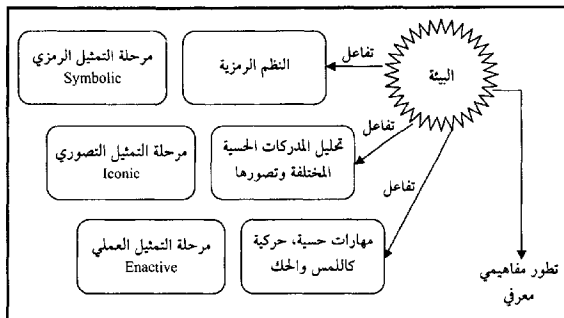 البيئة
تفاعل
النظم الرمزية
مرحلة التمثيل الرمزي
Symbolic
تفاعل
تحليل المدركات الحسية
المختلفة وتصورها
مرحلة التمثيل التصوري
Iconic
تفاعل
مهارات حسية، حركية
كاللمس والحك
مرحلة التمثيل العملي
Enactive
تطور مفاهيمي
معرفي